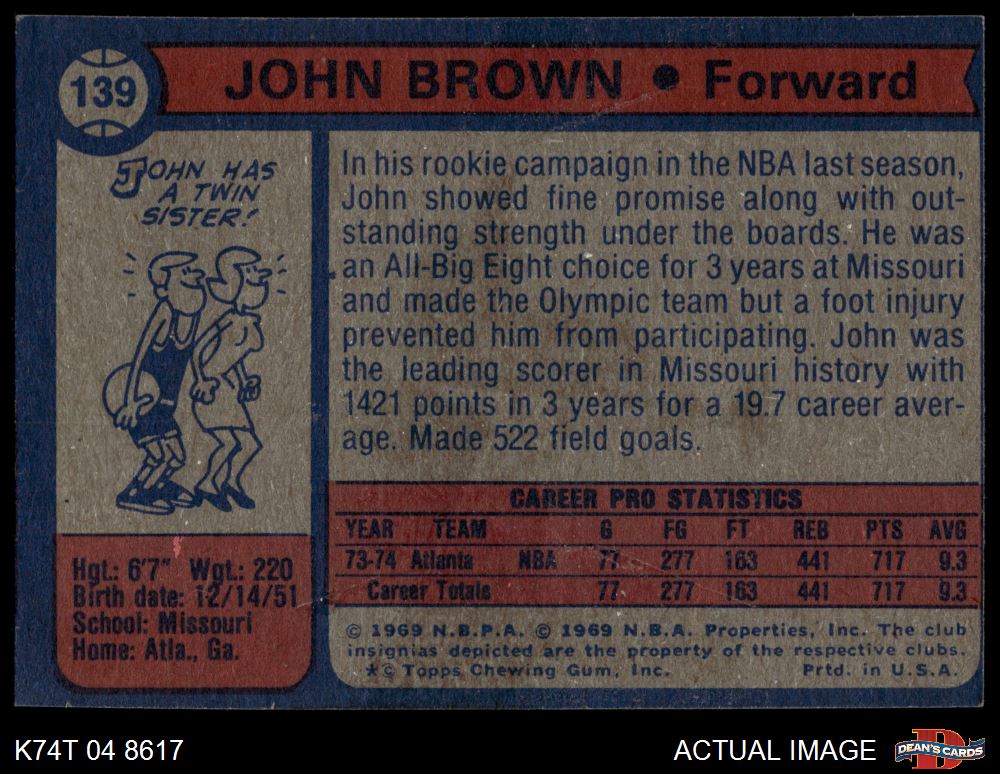 139
JOHN BROWN • Forward
JOHN HAS
A TWIN
SISTER!
In his rookie campaign in the NBA last season,
John showed fine promise along with out-
standing strength under the boards. He was
an All-Big Eight choice for 3 years at Missouri
and made the Olympic team but a foot injury
prevented him from participating. John was
the leading scorer in Missouri history with
1421 points in 3 years for a 19.7 career aver-
age. Made 522 field goals.
Hgt.: 6'7" Wgt.: 220
Birth date: 12/14/51
School: Missouri
Home: Atla., Ga.
CAREER PRO STATISTICS
YEAR TEAM G FG FT REB PTS AVG
73-74 Atlanta NBA 77 277 163 441 717 9.3
Career Totals 77 277 163 441 717 9.3
© 1969 N.B.P.A. © 1969 N.B.A. Properties, Inc. The club
insignias depicted are the property of the respective clubs.
*© Topps Chewing Gum, Inc. Prtd. in U.S.A.
K74T 04 8617
ACTUAL IMAGE
DEAN'S CARDS